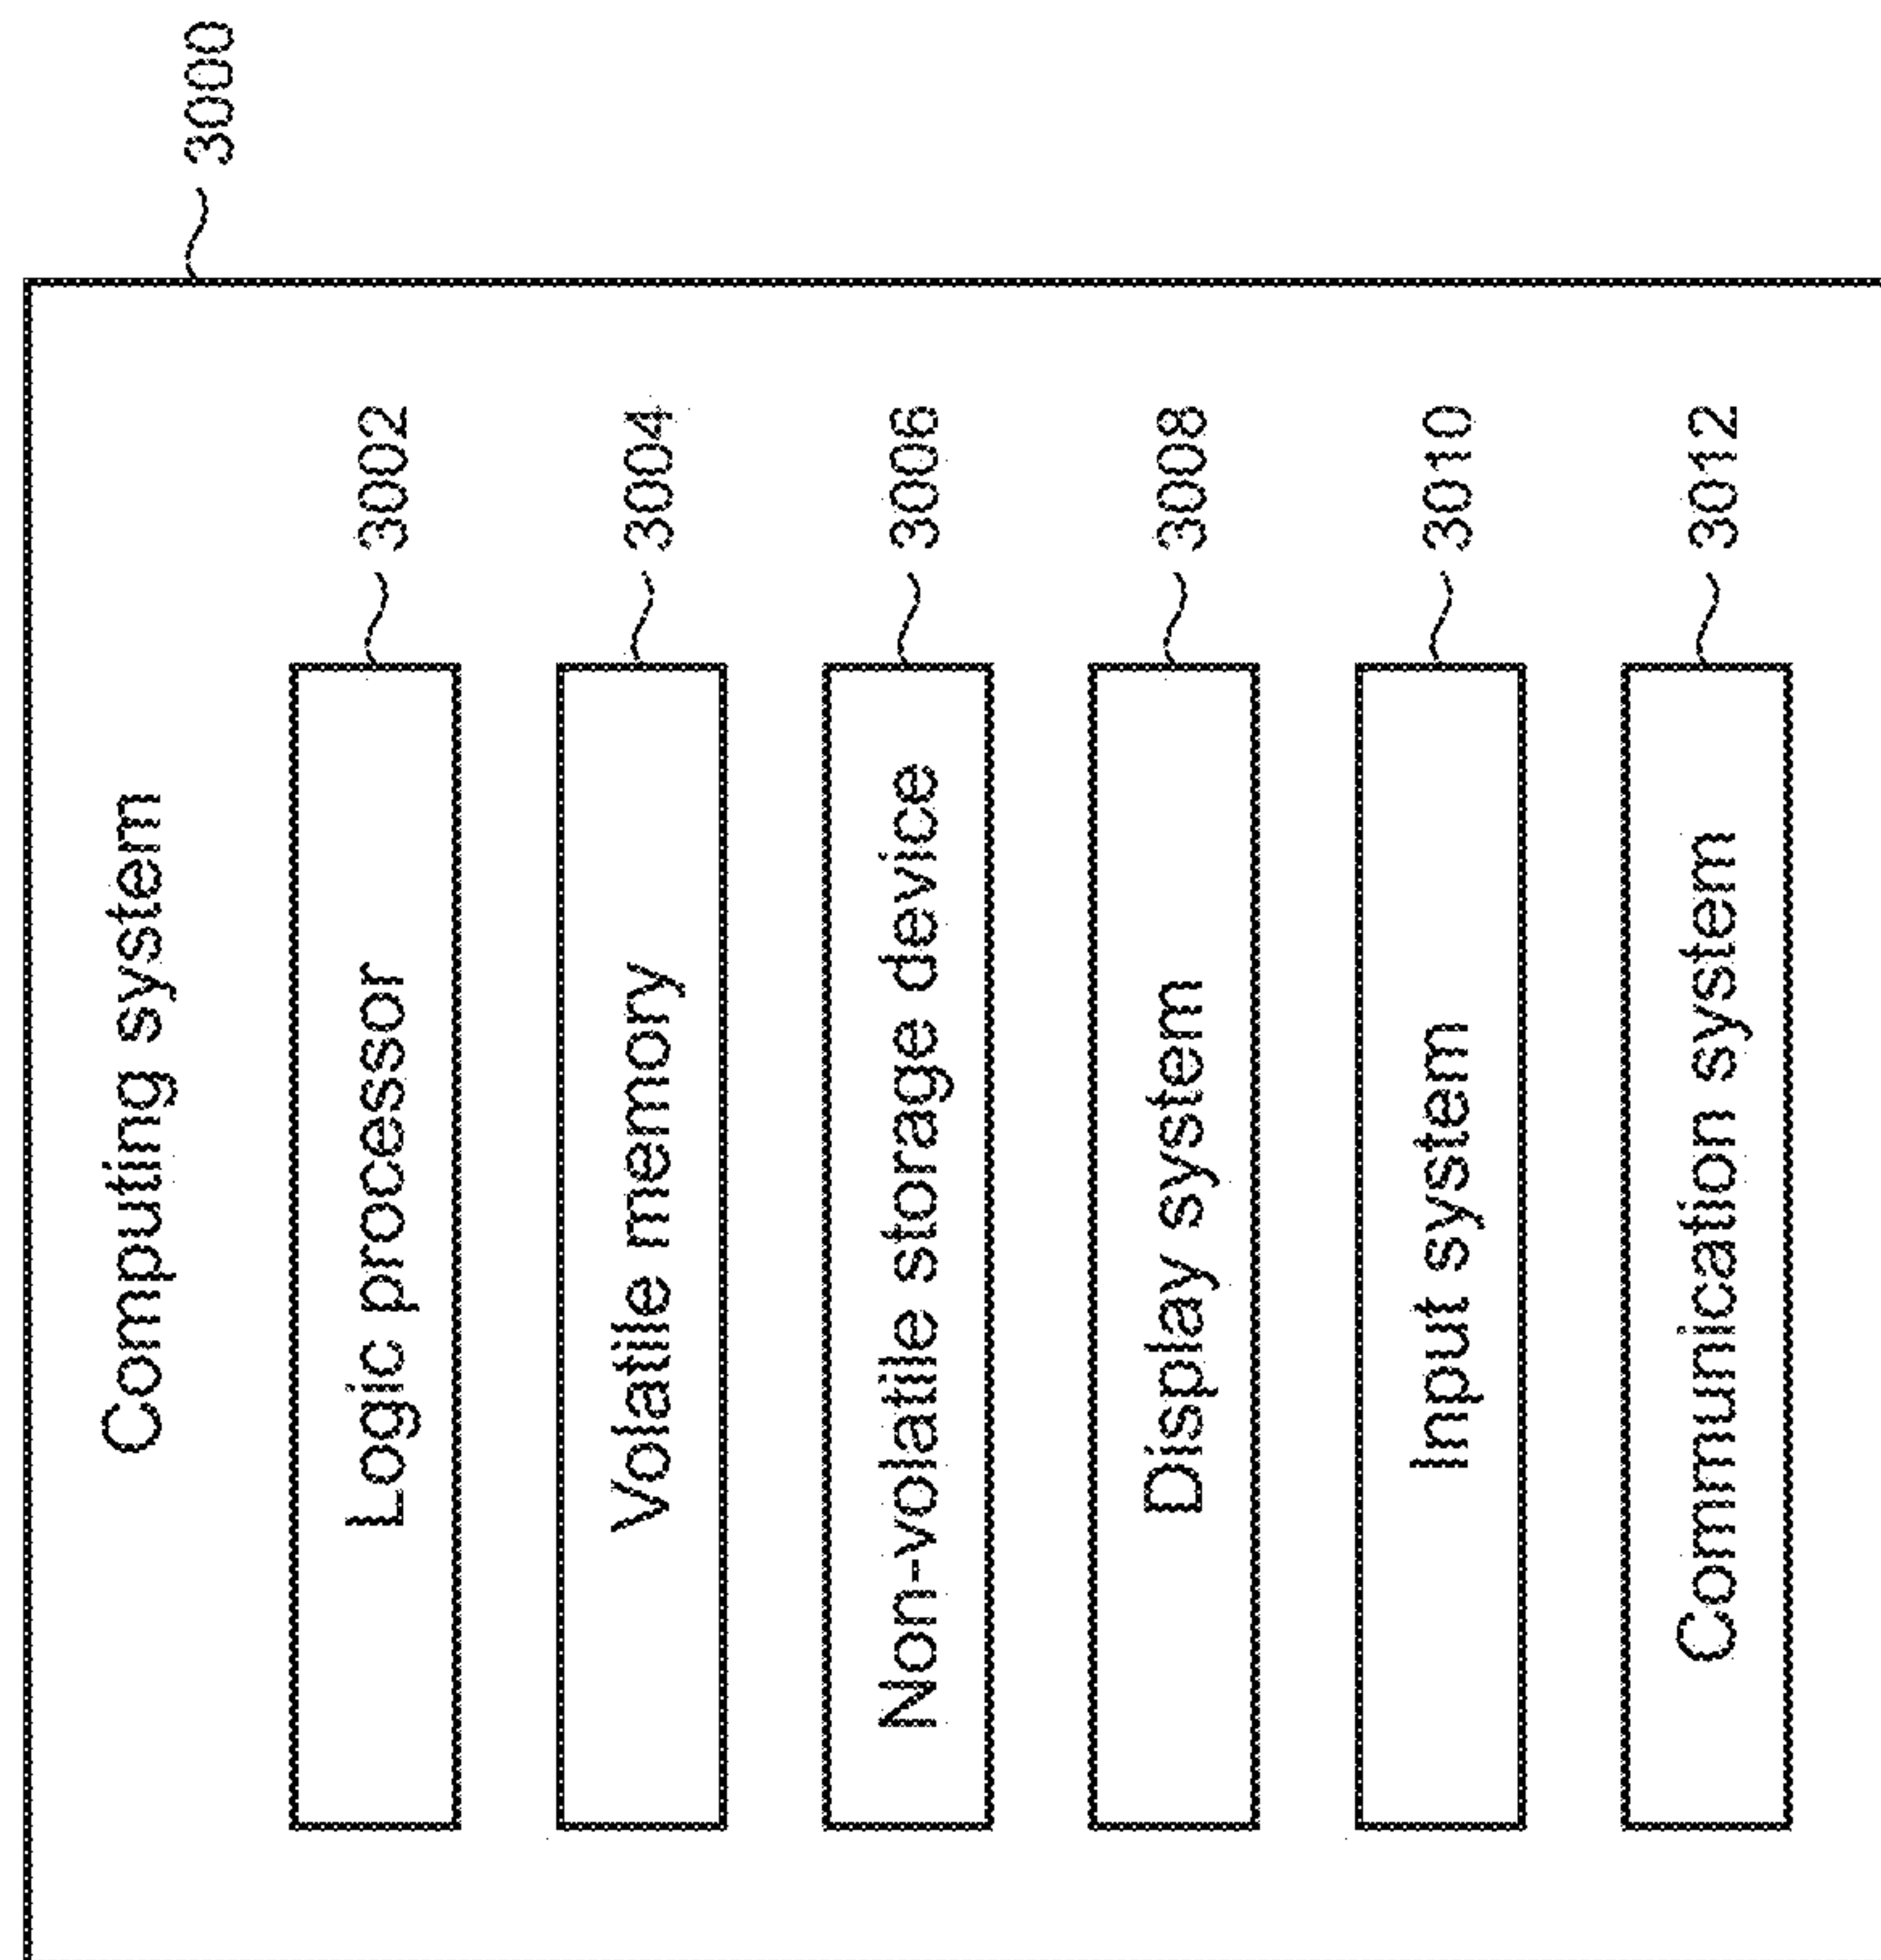 Computing system
3000
Logic processor
3002
Volatile memory
3004
Non-volatile storage device
3006
Display system
3008
Input system
3010
Communication system
3012